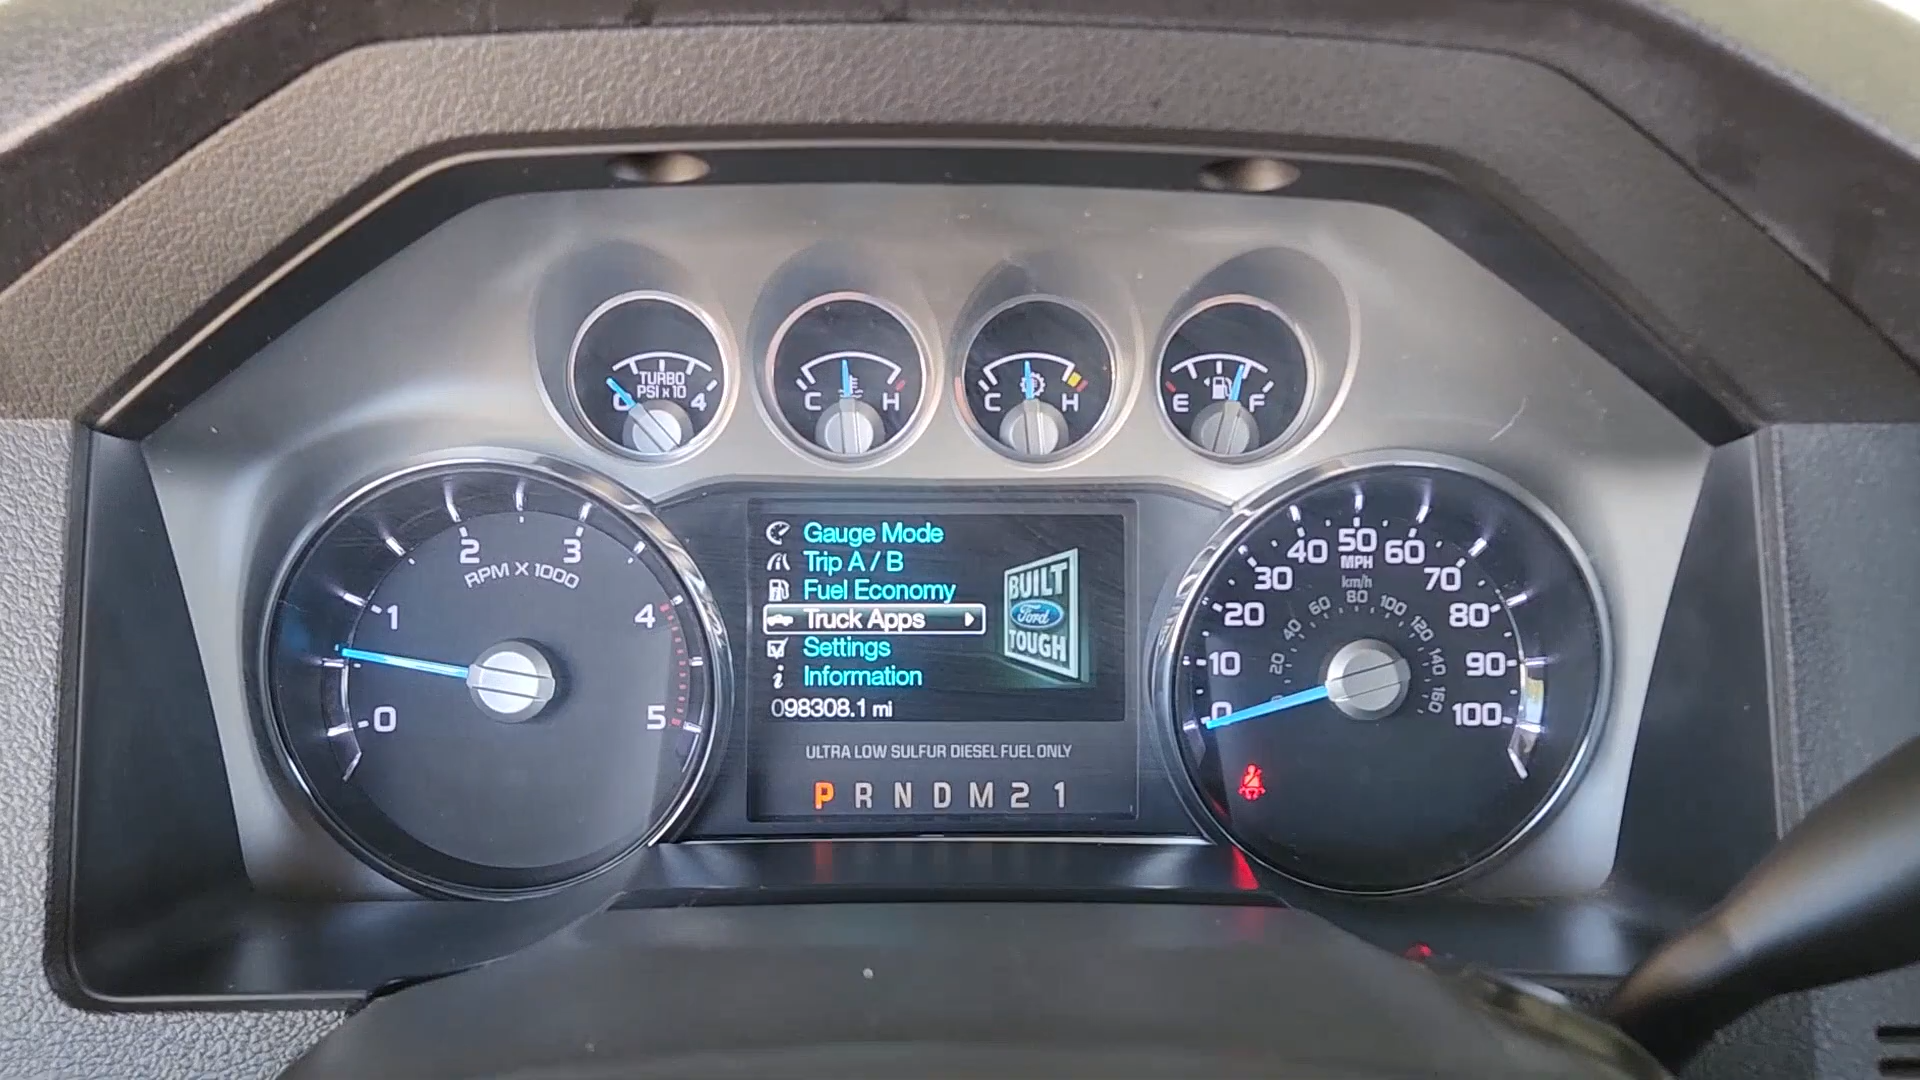 TURBO
PSI x 10
0 4
C H
C H
E F
0 1 2 3 4 5
RPM X 1000
Gauge Mode
Trip A / B
Fuel Economy
Truck Apps
Settings
Information
098308.1 mi
BUILT
Ford
TOUGH
ULTRA LOW SULFUR DIESEL FUEL ONLY
P R N D M 2 1
0 10 20 30 40 50 60 70 80 90 100
MPH
km/h
20 40 60 80 100 120 140 160